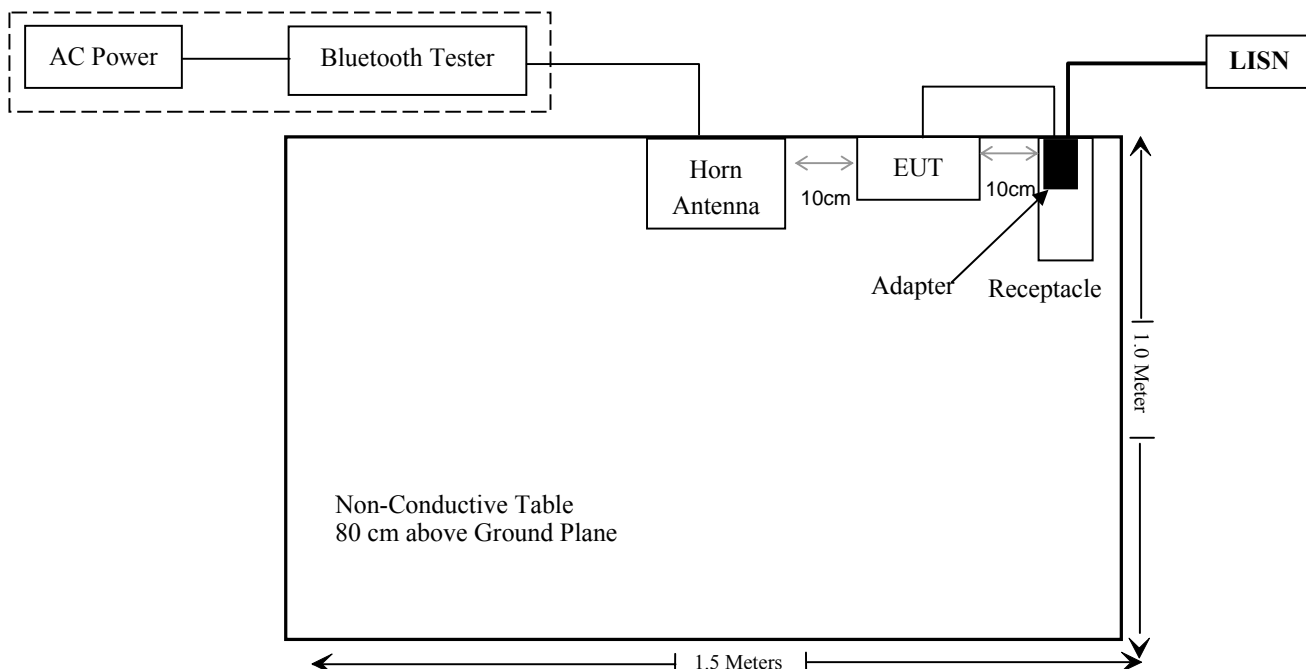 AC Power
Bluetooth Tester
LISN
Horn
Antenna
10cm
EUT
10cm
Adapter
Receptacle
1.0 Meter
Non-Conductive Table
80 cm above Ground Plane
1.5 Meters